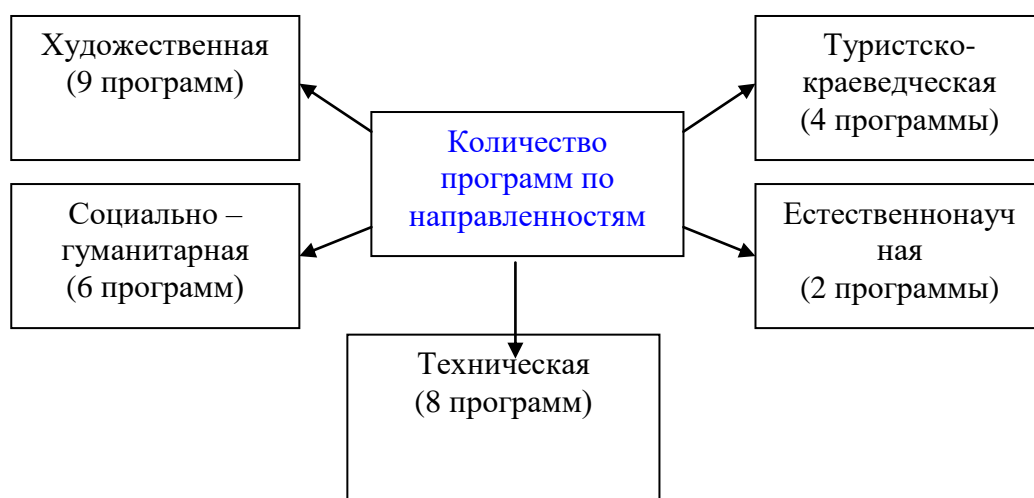 Художественная
(9 программ)
Туристско-
краеведческая
(4 программы)
Количество
программ по
направленностям
Социально –
гуманитарная
(6 программ)
Естественнонауч
ная
(2 программы)
Техническая
(8 программ)